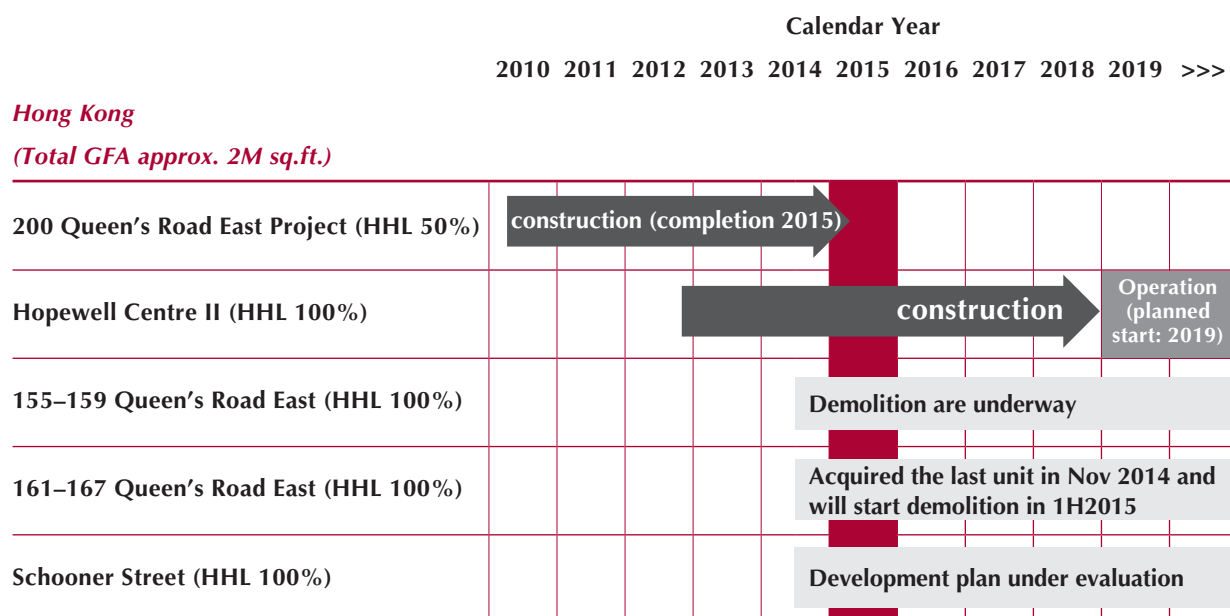 Calendar Year
2010 2011 2012 2013 2014 2015 2016 2017 2018 2019 >>>
Hong Kong
(Total GFA approx. 2M sq.ft.)
200 Queen's Road East Project (HHL 50%)
construction (completion 2015)
Hopewell Centre II (HHL 100%)
construction
Operation
(planned
start: 2019)
155–159 Queen's Road East (HHL 100%)
Demolition are underway
161–167 Queen's Road East (HHL 100%)
Acquired the last unit in Nov 2014 and
will start demolition in 1H2015
Schooner Street (HHL 100%)
Development plan under evaluation